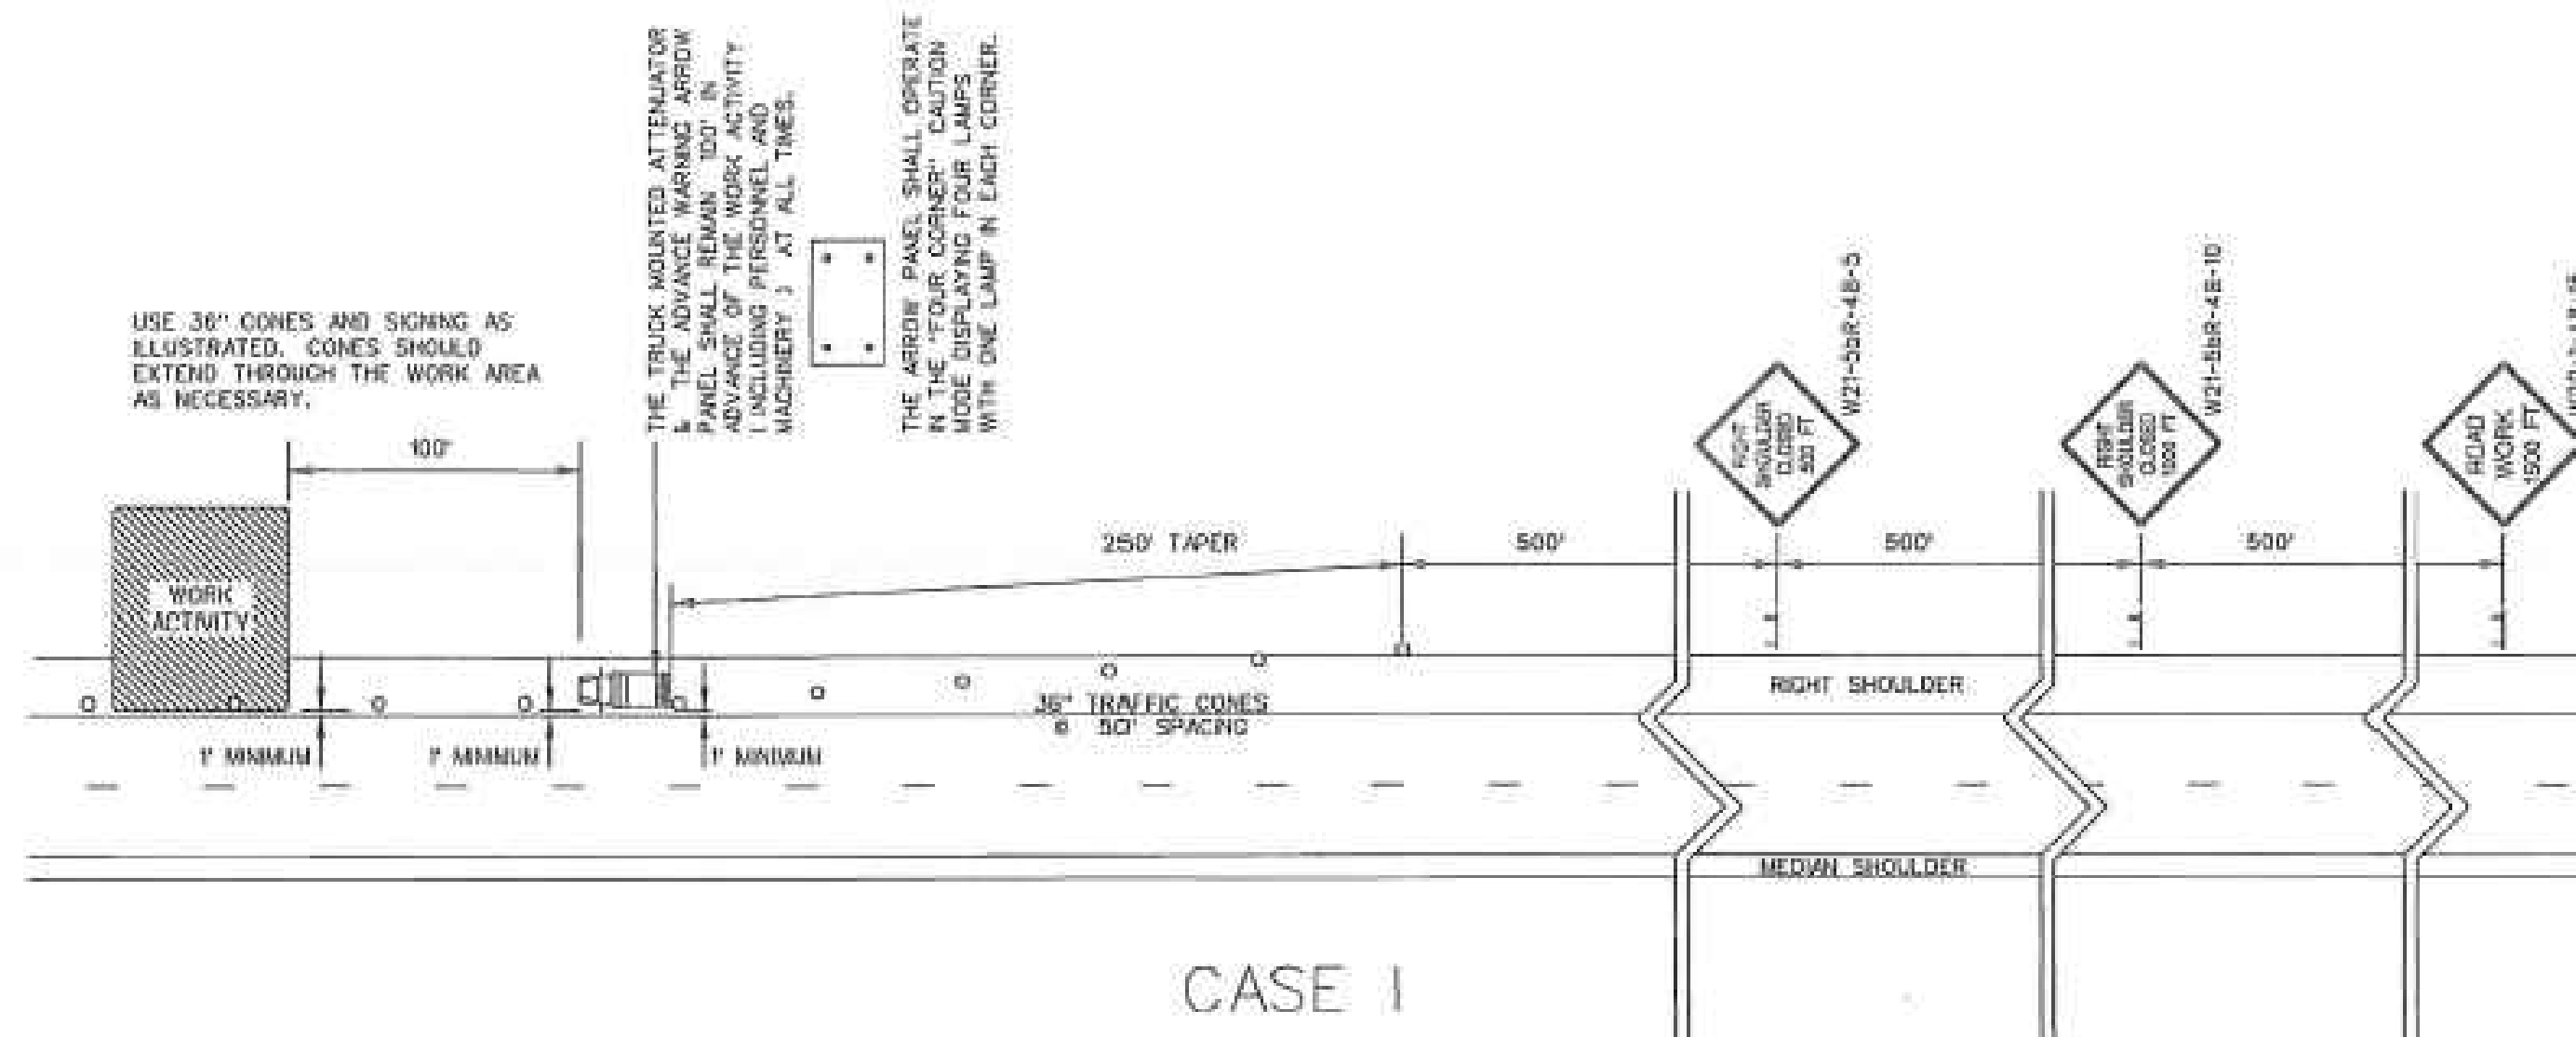 USE 36" CONES AND SIGNING AS
ILLUSTRATED. CONES SHOULD
EXTEND THROUGH THE WORK AREA
AS NECESSARY.
100'
THE TRUCK MOUNTED ATTENUATOR
& THE ADVANCE WARNING ARROW
PANEL SHALL REMAIN 100' IN
ADVANCE OF THE WORK ACTIVITY
( INCLUDING PERSONNEL AND
MACHINERY ) AT ALL TIMES.
THE ARROW PANEL SHALL OPERATE
IN THE "FOUR CORNER" CAUTION
MODE DISPLAYING FOUR LAMPS
WITH ONE LAMP IN EACH CORNER.
WORK
ACTIVITY
1' MINIMUM
1' MINIMUM
1' MINIMUM
250' TAPER
36" TRAFFIC CONES
@ 50' SPACING
500'
500'
500'
RIGHT
SHOULDER
CLOSED
500 FT
W21-5bR-48-5
RIGHT
SHOULDER
CLOSED
1000 FT
W21-5bR-48-10
ROAD
WORK
1500 FT
RIGHT SHOULDER
MEDIAN SHOULDER
CASE I